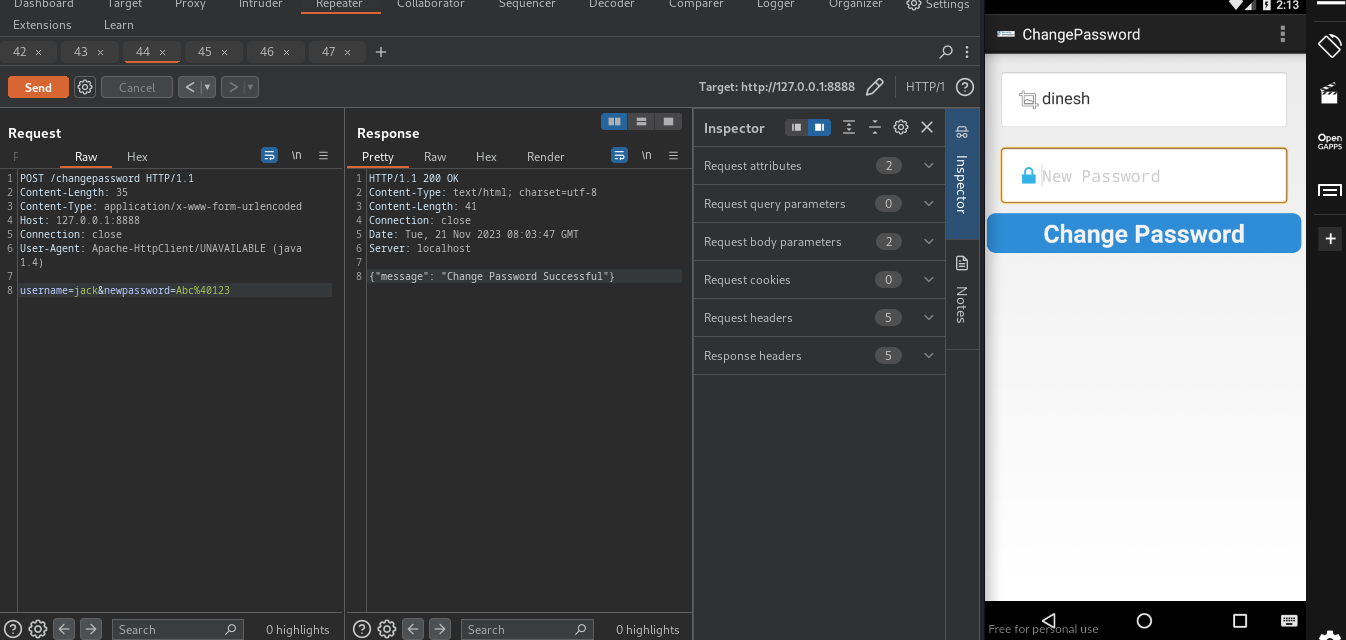 Dashboard Target Proxy Intruder Repeater Collaborator Sequencer Decoder Comparer Logger Organizer Settings
Extensions Learn
42 × 43 × 44 × 45 × 46 × 47 × +
Send Cancel < > Target: http://127.0.0.1:8888 HTTP/1 ?
Request
Raw Hex \n
1 POST /changepassword HTTP/1.1
2 Content-Length: 35
3 Content-Type: application/x-www-form-urlencoded
4 Host: 127.0.0.1:8888
5 Connection: close
6 User-Agent: Apache-HttpClient/UNAVAILABLE (java
1.4)
7
8 username=jack&newpassword=Abc%40123
Search 0 highlights
Response
Pretty Raw Hex Render \n
1 HTTP/1.1 200 OK
2 Content-Type: text/html; charset=utf-8
3 Content-Length: 41
4 Connection: close
5 Date: Tue, 21 Nov 2023 08:03:47 GMT
6 Server: localhost
7
8 {"message": "Change Password Successful"}
Search 0 highlights
Inspector
Request attributes 2
Request query parameters 0
Request body parameters 2
Request cookies 0
Request headers 5
Response headers 5
Inspector
Notes
2:13
ChangePassword
dinesh
New Password
Change Password
Free for personal use
Open
GAPPS